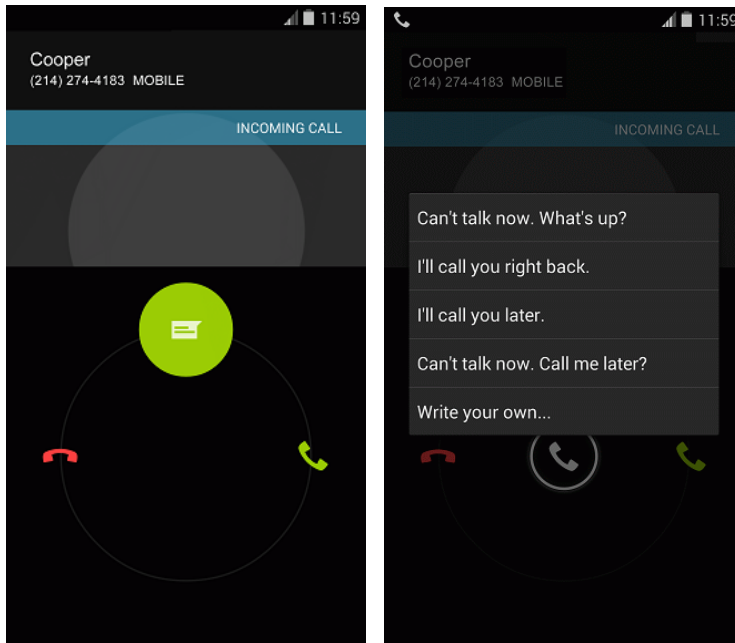 11:59
Cooper
(214) 274-4183 MOBILE
INCOMING CALL
11:59
Cooper
(214) 274-4183 MOBILE
INCOMING CALL
Can't talk now. What's up?
I'll call you right back.
I'll call you later.
Can't talk now. Call me later?
Write your own...